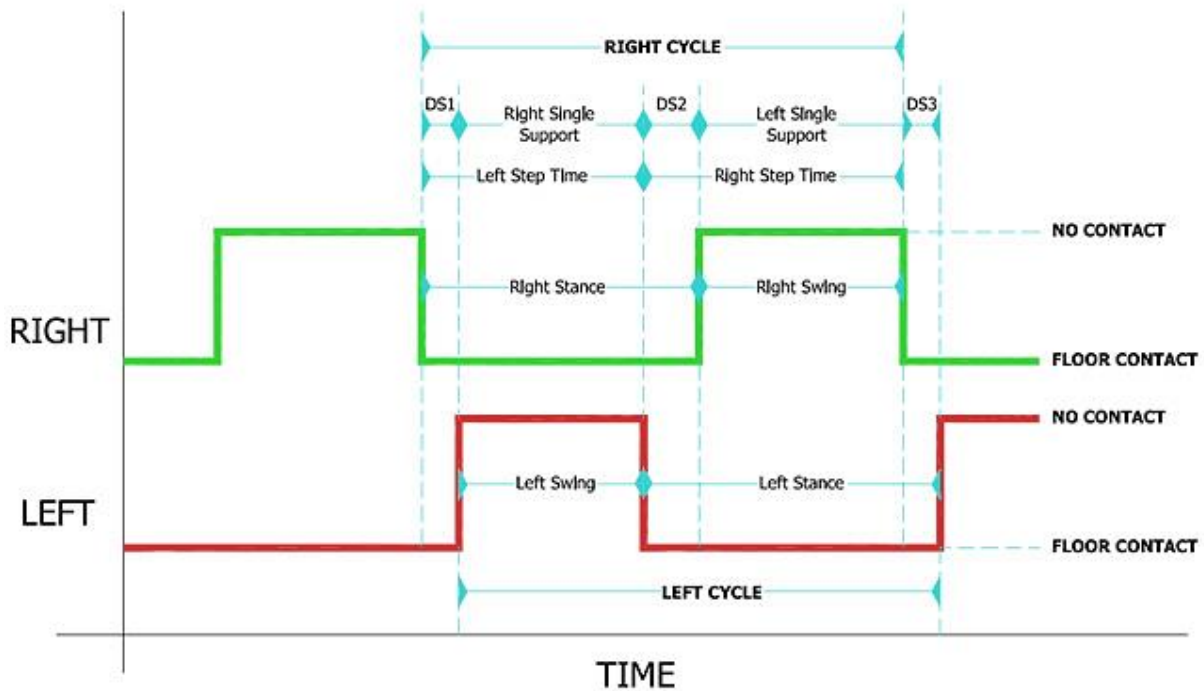 RIGHT CYCLE
DS1
Right Single
Support
DS2
Left Single
Support
DS3
Left Step Time
Right Step Time
NO CONTACT
Right Stance
Right Swing
RIGHT
FLOOR CONTACT
NO CONTACT
Left Swing
Left Stance
LEFT
FLOOR CONTACT
LEFT CYCLE
TIME